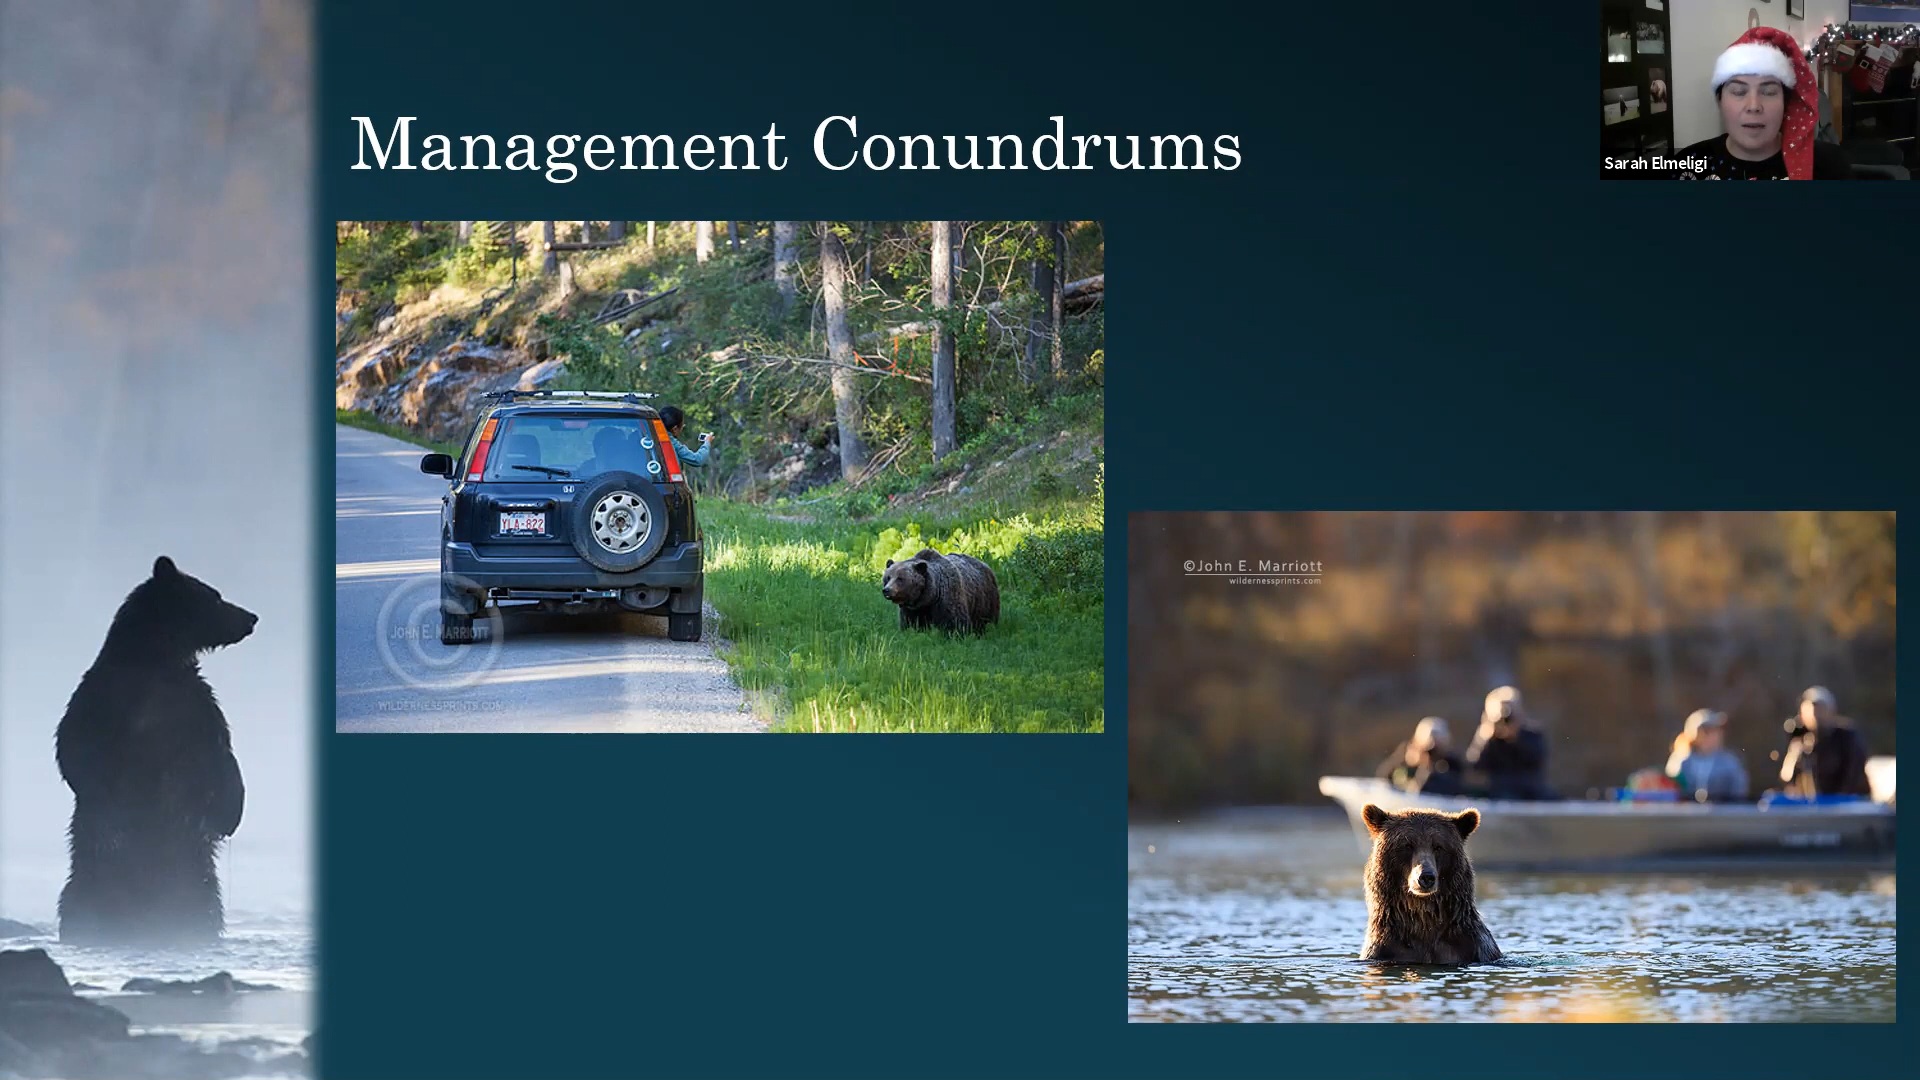 Management Conundrums
Sarah Elmeligi
YLA-822
JOHN E. MARRIOTT
WILDERNESSPRINTS.COM
©John E. Marriott
wildernessprints.com